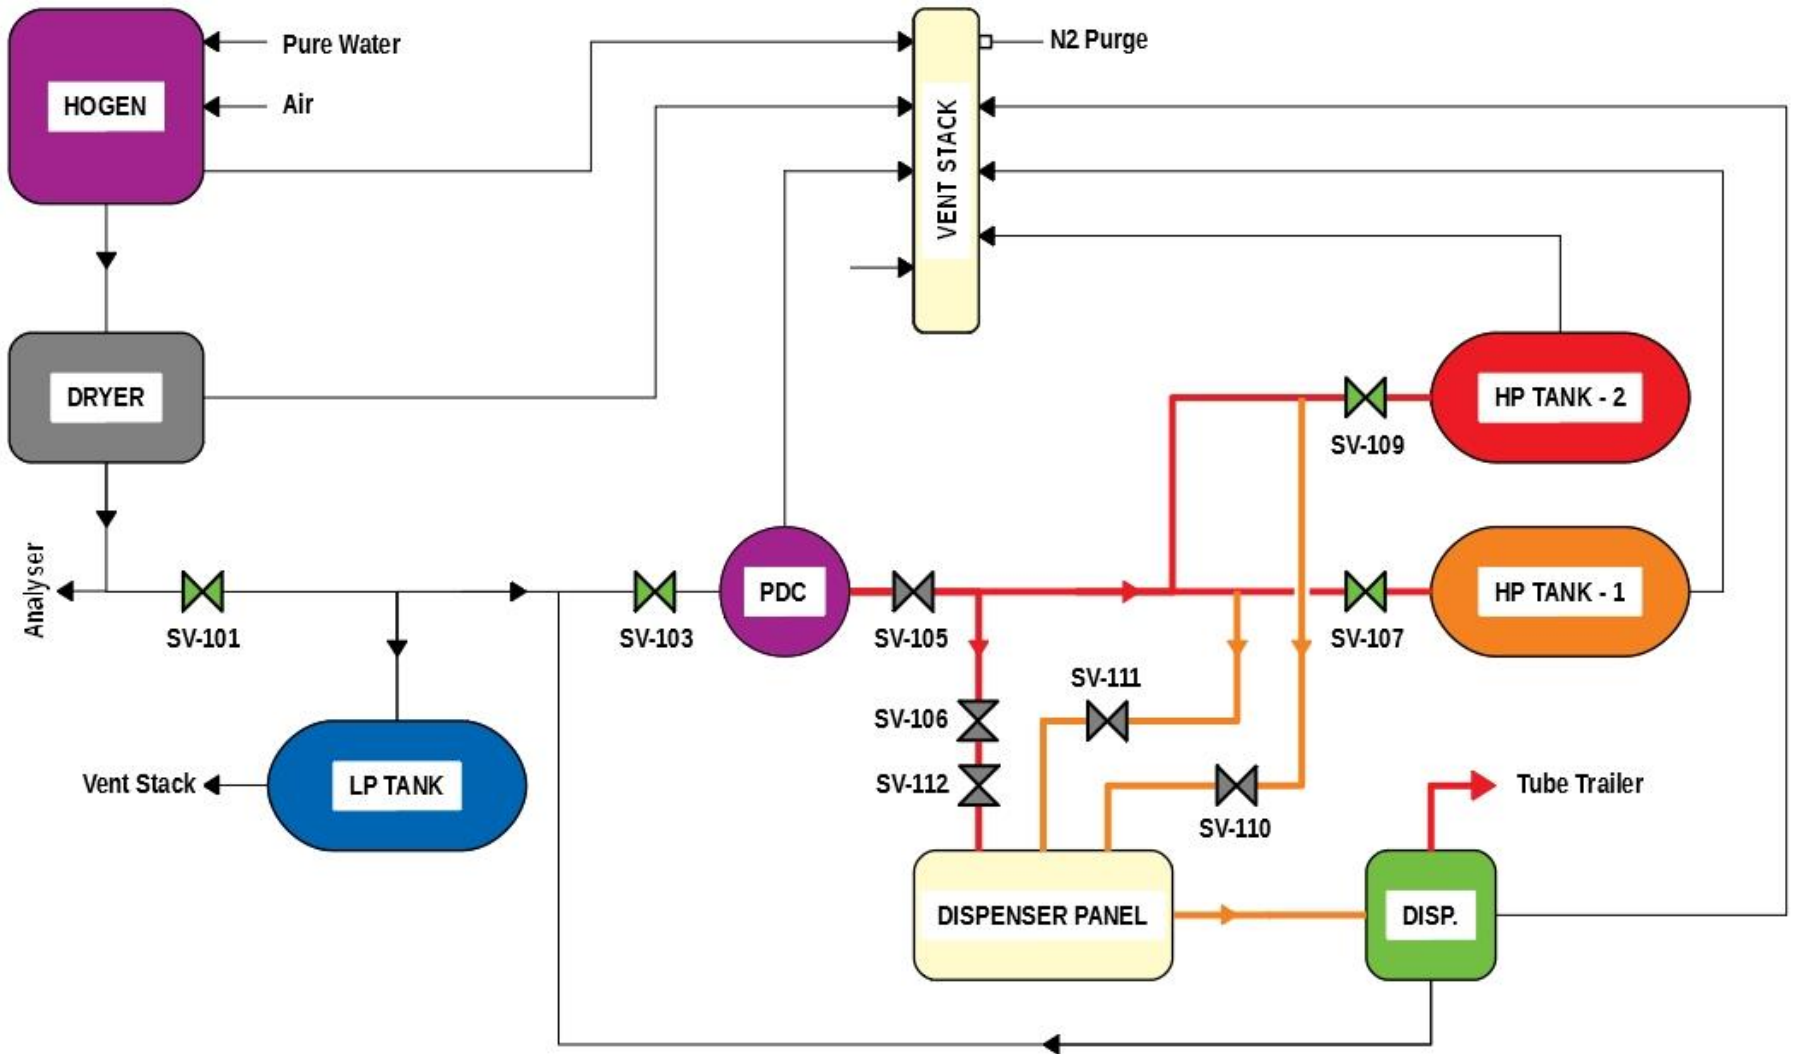 Pure Water
N2 Purge
HOGEN
Air
VENT STACK
DRYER
HP TANK - 2
SV-109
Analyser
PDC
HP TANK - 1
SV-101
SV-103
SV-105
SV-107
SV-111
SV-106
Vent Stack
LP TANK
SV-112
Tube Trailer
SV-110
DISPENSER PANEL
DISP.